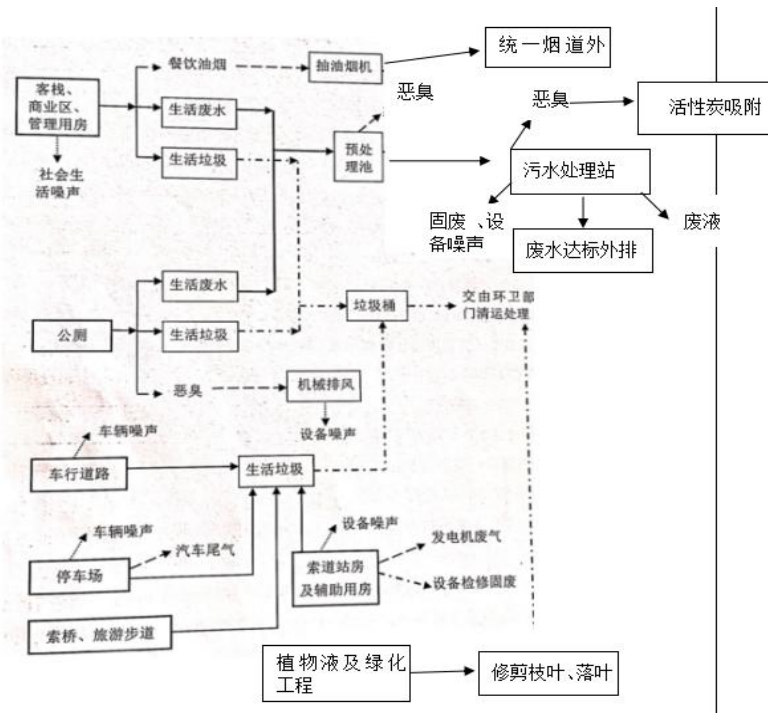 统一烟道外
餐饮油烟
抽油烟机
恶臭
恶臭
活性炭吸附
客栈、
商业区、
管理用房
生活废水
预处
理池
生活垃圾
污水处理站
社会生
活噪声
固废、设
备噪声
废液
废水达标外排
生活废水
垃圾桶
交由环卫部
门清运处理
公厕
生活垃圾
恶臭
机械排风
设备噪声
车辆噪声
车行道路
生活垃圾
车辆噪声
汽车尾气
设备噪声
发电机废气
停车场
索道站房
及辅助用房
设备检修固废
索桥、旅游步道
植物液及绿化
工程
修剪枝叶、落叶